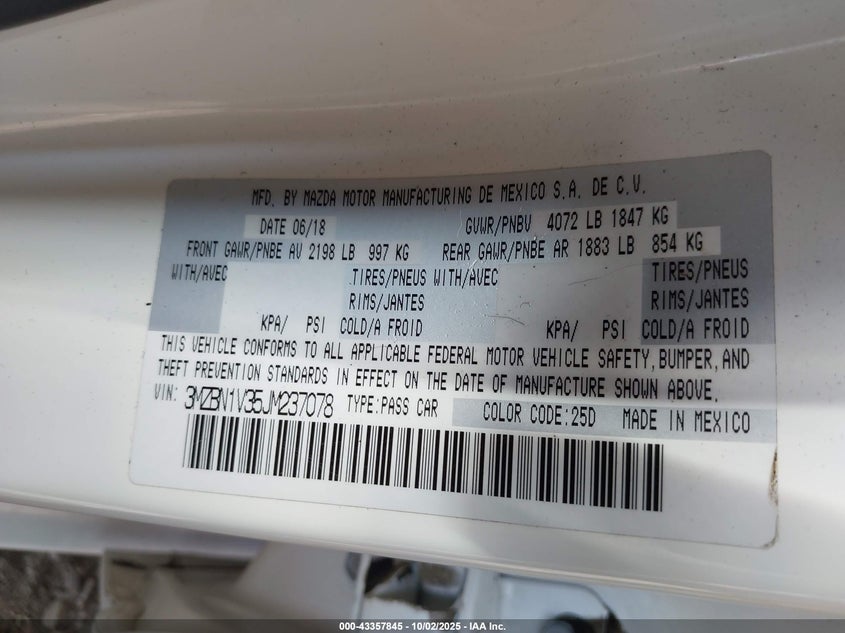 MFD. BY MAZDA MOTOR MANUFACTURING DE MEXICO S.A. DE C.V.
DATE 06/18 GVWR/PNBV 4072 LB 1847 KG
FRONT GAWR/PNBE AV 2198 LB 997 KG REAR GAWR/PNBE AR 1883 LB 854 KG
WITH/AVEC TIRES/PNEUS WITH/AVEC TIRES/PNEUS
RIMS/JANTES RIMS/JANTES
KPA/ PSI COLD/A FROID KPA/ PSI COLD/A FROID
THIS VEHICLE CONFORMS TO ALL APPLICABLE FEDERAL MOTOR VEHICLE SAFETY, BUMPER, AND
THEFT PREVENTION STANDARDS IN EFFECT ON THE DATE OF MANUFACTURE SHOWN ABOVE.
VIN: 3MZBN1V35JM237078 TYPE:PASS CAR COLOR CODE:25D MADE IN MEXICO
000-43357845 - 10/02/2025 - IAA Inc.